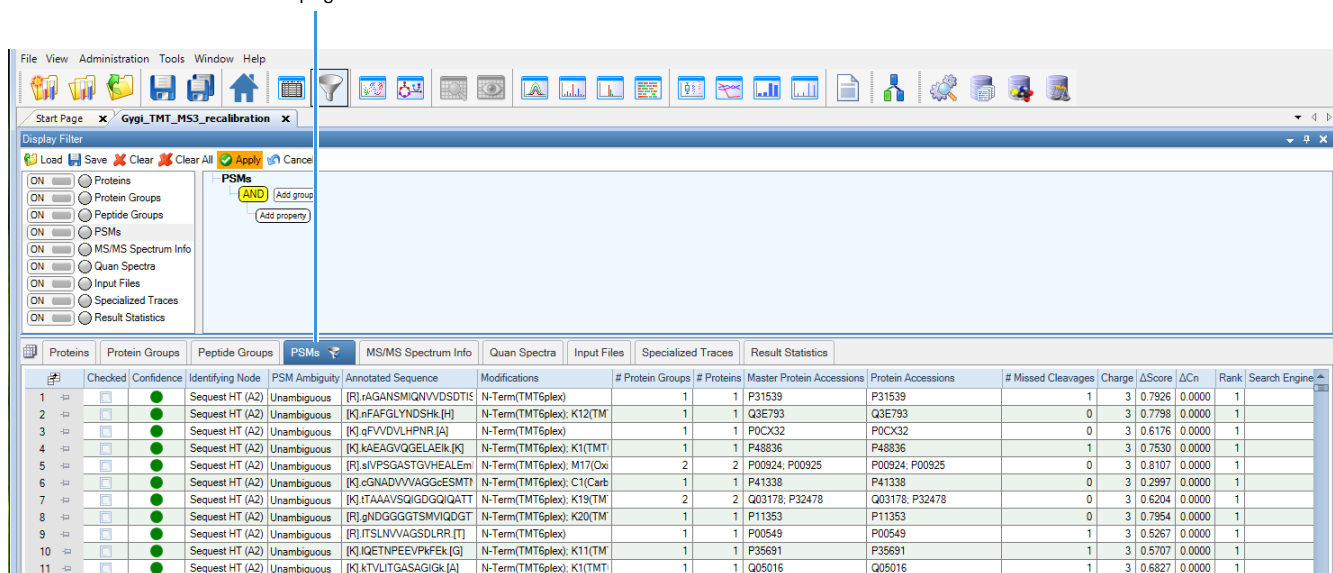 File View Administration Tools Window Help
Start Page x Gygi_TMT_MS3_recalibration x
Display Filter
Load Save Clear Clear All Apply Cancel
ON Proteins
ON Protein Groups
ON Peptide Groups
ON PSMs
ON MS/MS Spectrum Info
ON Quan Spectra
ON Input Files
ON Specialized Traces
ON Result Statistics
PSMs
AND Add group
Add property
Proteins Protein Groups Peptide Groups PSMs MS/MS Spectrum Info Quan Spectra Input Files Specialized Traces Result Statistics
Checked Confidence Identifying Node PSM Ambiguity Annotated Sequence Modifications # Protein Groups # Proteins Master Protein Accessions Protein Accessions # Missed Cleavages Charge ΔScore ΔCn Rank Search Engine
1 Sequest HT (A2) Unambiguous [R].rAGANSMIQNVVDSDTIS N-Term(TMT6plex) 1 1 P31539 P31539 1 3 0.7926 0.0000 1
2 Sequest HT (A2) Unambiguous [K].nFAFGLYNDSHk.[H] N-Term(TMT6plex); K12(TM 1 1 Q3E793 Q3E793 0 3 0.7798 0.0000 1
3 Sequest HT (A2) Unambiguous [K].qFVVDVLHPNR.[A] N-Term(TMT6plex) 1 1 P0CX32 P0CX32 0 3 0.6176 0.0000 1
4 Sequest HT (A2) Unambiguous [K].kAEAGVQGELAEIk.[K] N-Term(TMT6plex); K1(TMT 1 1 P48836 P48836 1 3 0.7530 0.0000 1
5 Sequest HT (A2) Unambiguous [R].sIVPSGASTGVHEALEm N-Term(TMT6plex); M17(Oxi 2 2 P00924; P00925 P00924; P00925 0 3 0.8107 0.0000 1
6 Sequest HT (A2) Unambiguous [K].cGNADVVVAGGcESMTN N-Term(TMT6plex); C1(Carb 1 1 P41338 P41338 0 3 0.2997 0.0000 1
7 Sequest HT (A2) Unambiguous [K].tTAAAVSQIGDGQIQATT N-Term(TMT6plex); K19(TM 2 2 Q03178; P32478 Q03178; P32478 0 3 0.6204 0.0000 1
8 Sequest HT (A2) Unambiguous [R].gNDGGGGTSMVIQDGT N-Term(TMT6plex); K20(TM 1 1 P11353 P11353 0 3 0.7954 0.0000 1
9 Sequest HT (A2) Unambiguous [R].lTSLNVVAGSDLRR.[T] N-Term(TMT6plex) 1 1 P00549 P00549 1 3 0.5267 0.0000 1
10 Sequest HT (A2) Unambiguous [K].lQETNPEEVPkFEk.[G] N-Term(TMT6plex); K11(TM 1 1 P35691 P35691 1 3 0.5707 0.0000 1
11 Sequest HT (A2) Unambiguous [K].kTVLITGASAGIGk.[A] N-Term(TMT6plex); K1(TMT 1 1 Q05016 Q05016 1 3 0.6827 0.0000 1